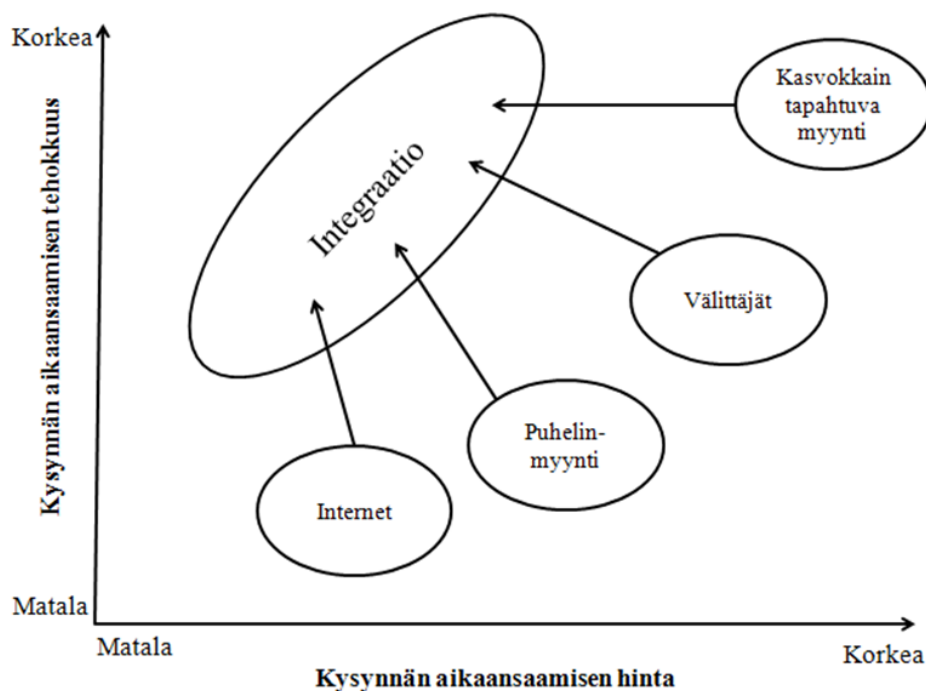 Korkea
Kysynnän aikaansaamisen tehokkuus
Kasvokkain
tapahtuva
myynti
Integraatio
Välittäjät
Puhelin-
myynti
Internet
Matala
Matala
Korkea
Kysynnän aikaansaamisen hinta